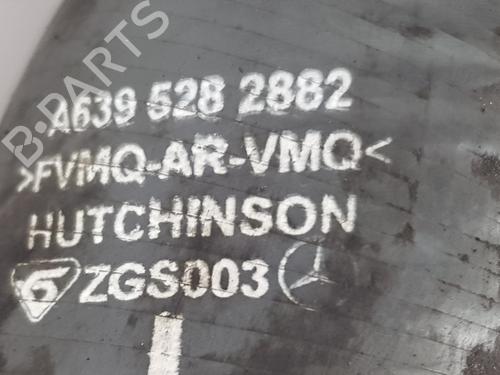 B-PARTS
A639 528 2882
>FVMQ-AR-VMQ<
HUTCHINSON
ZGS003